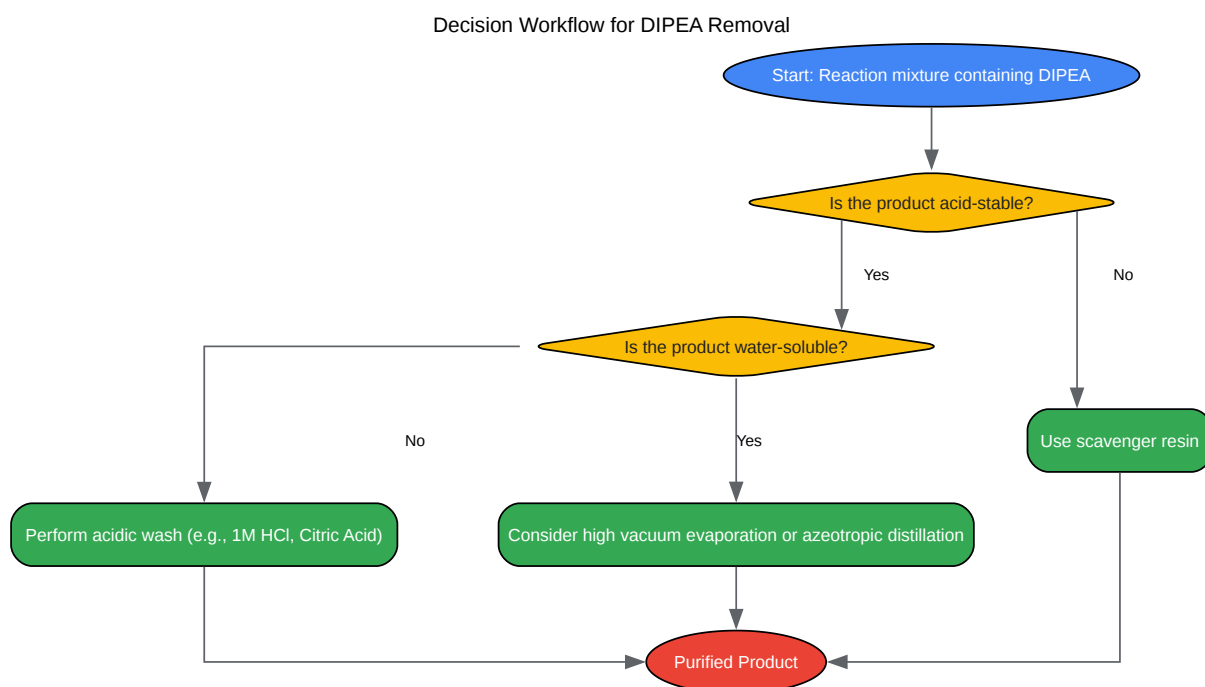 Decision Workflow for DIPEA Removal
Start: Reaction mixture containing DIPEA
Is the product acid-stable?
Yes
No
Is the product water-soluble?
No
Yes
Use scavenger resin
Perform acidic wash (e.g., 1M HCl, Citric Acid)
Consider high vacuum evaporation or azeotropic distillation
Purified Product